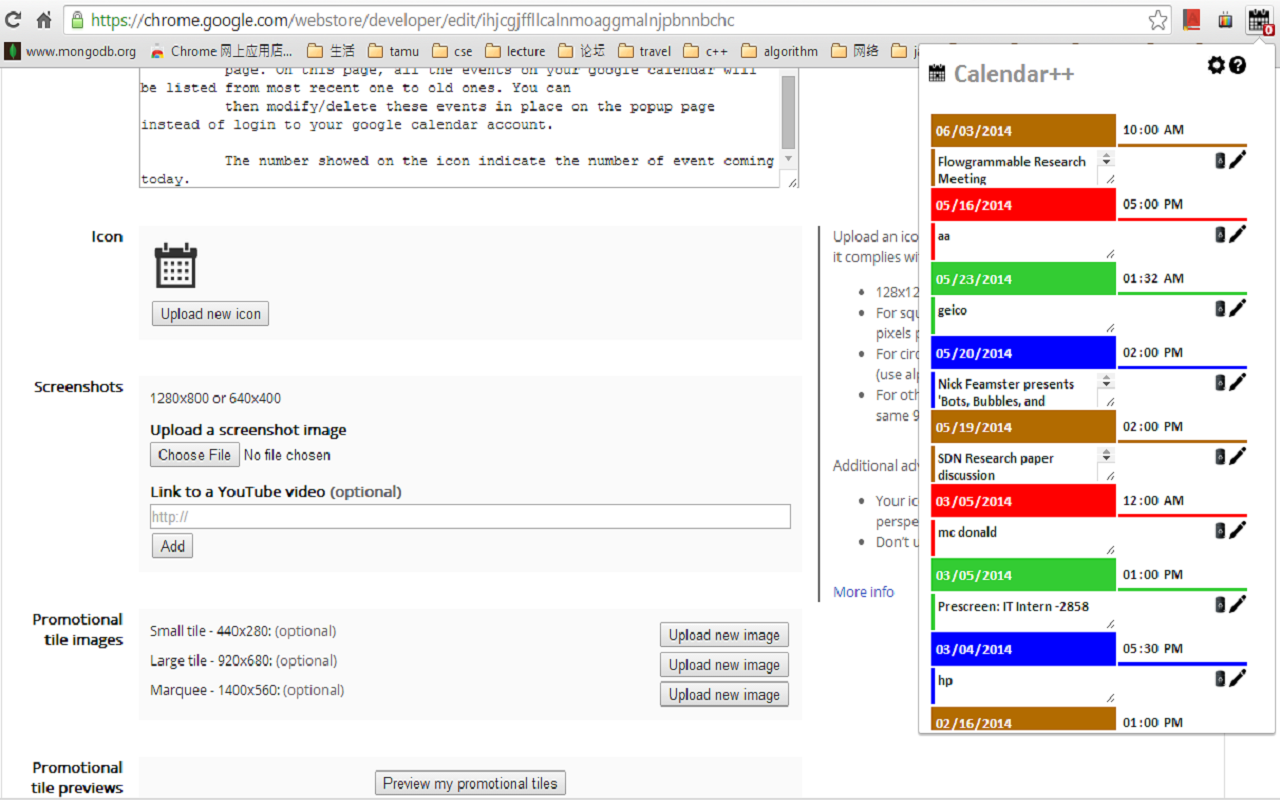 https://chrome.google.com/webstore/developer/edit/ihjcgjffllcalnmoaggmalnjpbnnbchc
www.mongodb.org Chrome 网上应用店... 生活 tamu cse lecture 论坛 travel c++ algorithm 网络
page. On this page, all the events on your google calendar will
be listed from most recent one to old ones. You can
then modify/delete these events in place on the popup page
instead of login to your google calendar account.
The number showed on the icon indicate the number of event coming
today.
Icon
Upload new icon
Screenshots
1280x800 or 640x400
Upload a screenshot image
Choose File No file chosen
Link to a YouTube video (optional)
http://
Add
Promotional
tile images
Small tile - 440x280: (optional) Upload new image
Large tile - 920x680: (optional) Upload new image
Marquee - 1400x560: (optional) Upload new image
Promotional
tile previews
Preview my promotional tiles
Upload an
it complies
128x12
For
pixels
For
(use
For
same 9
Additional
Your
Don't
More info
0
Calendar++
06/03/2014 10:00 AM
Flowgrammable Research
Meeting
05/16/2014 05:00 PM
aa
05/23/2014 01:32 AM
geico
05/20/2014 02:00 PM
Nick Feamster presents
'Bots, Bubbles, and
05/19/2014 02:00 PM
SDN Research paper
discussion
03/05/2014 12:00 AM
mc donald
03/05/2014 01:00 PM
Prescreen: IT Intern -2858
03/04/2014 05:30 PM
hp
02/16/2014 01:00 PM